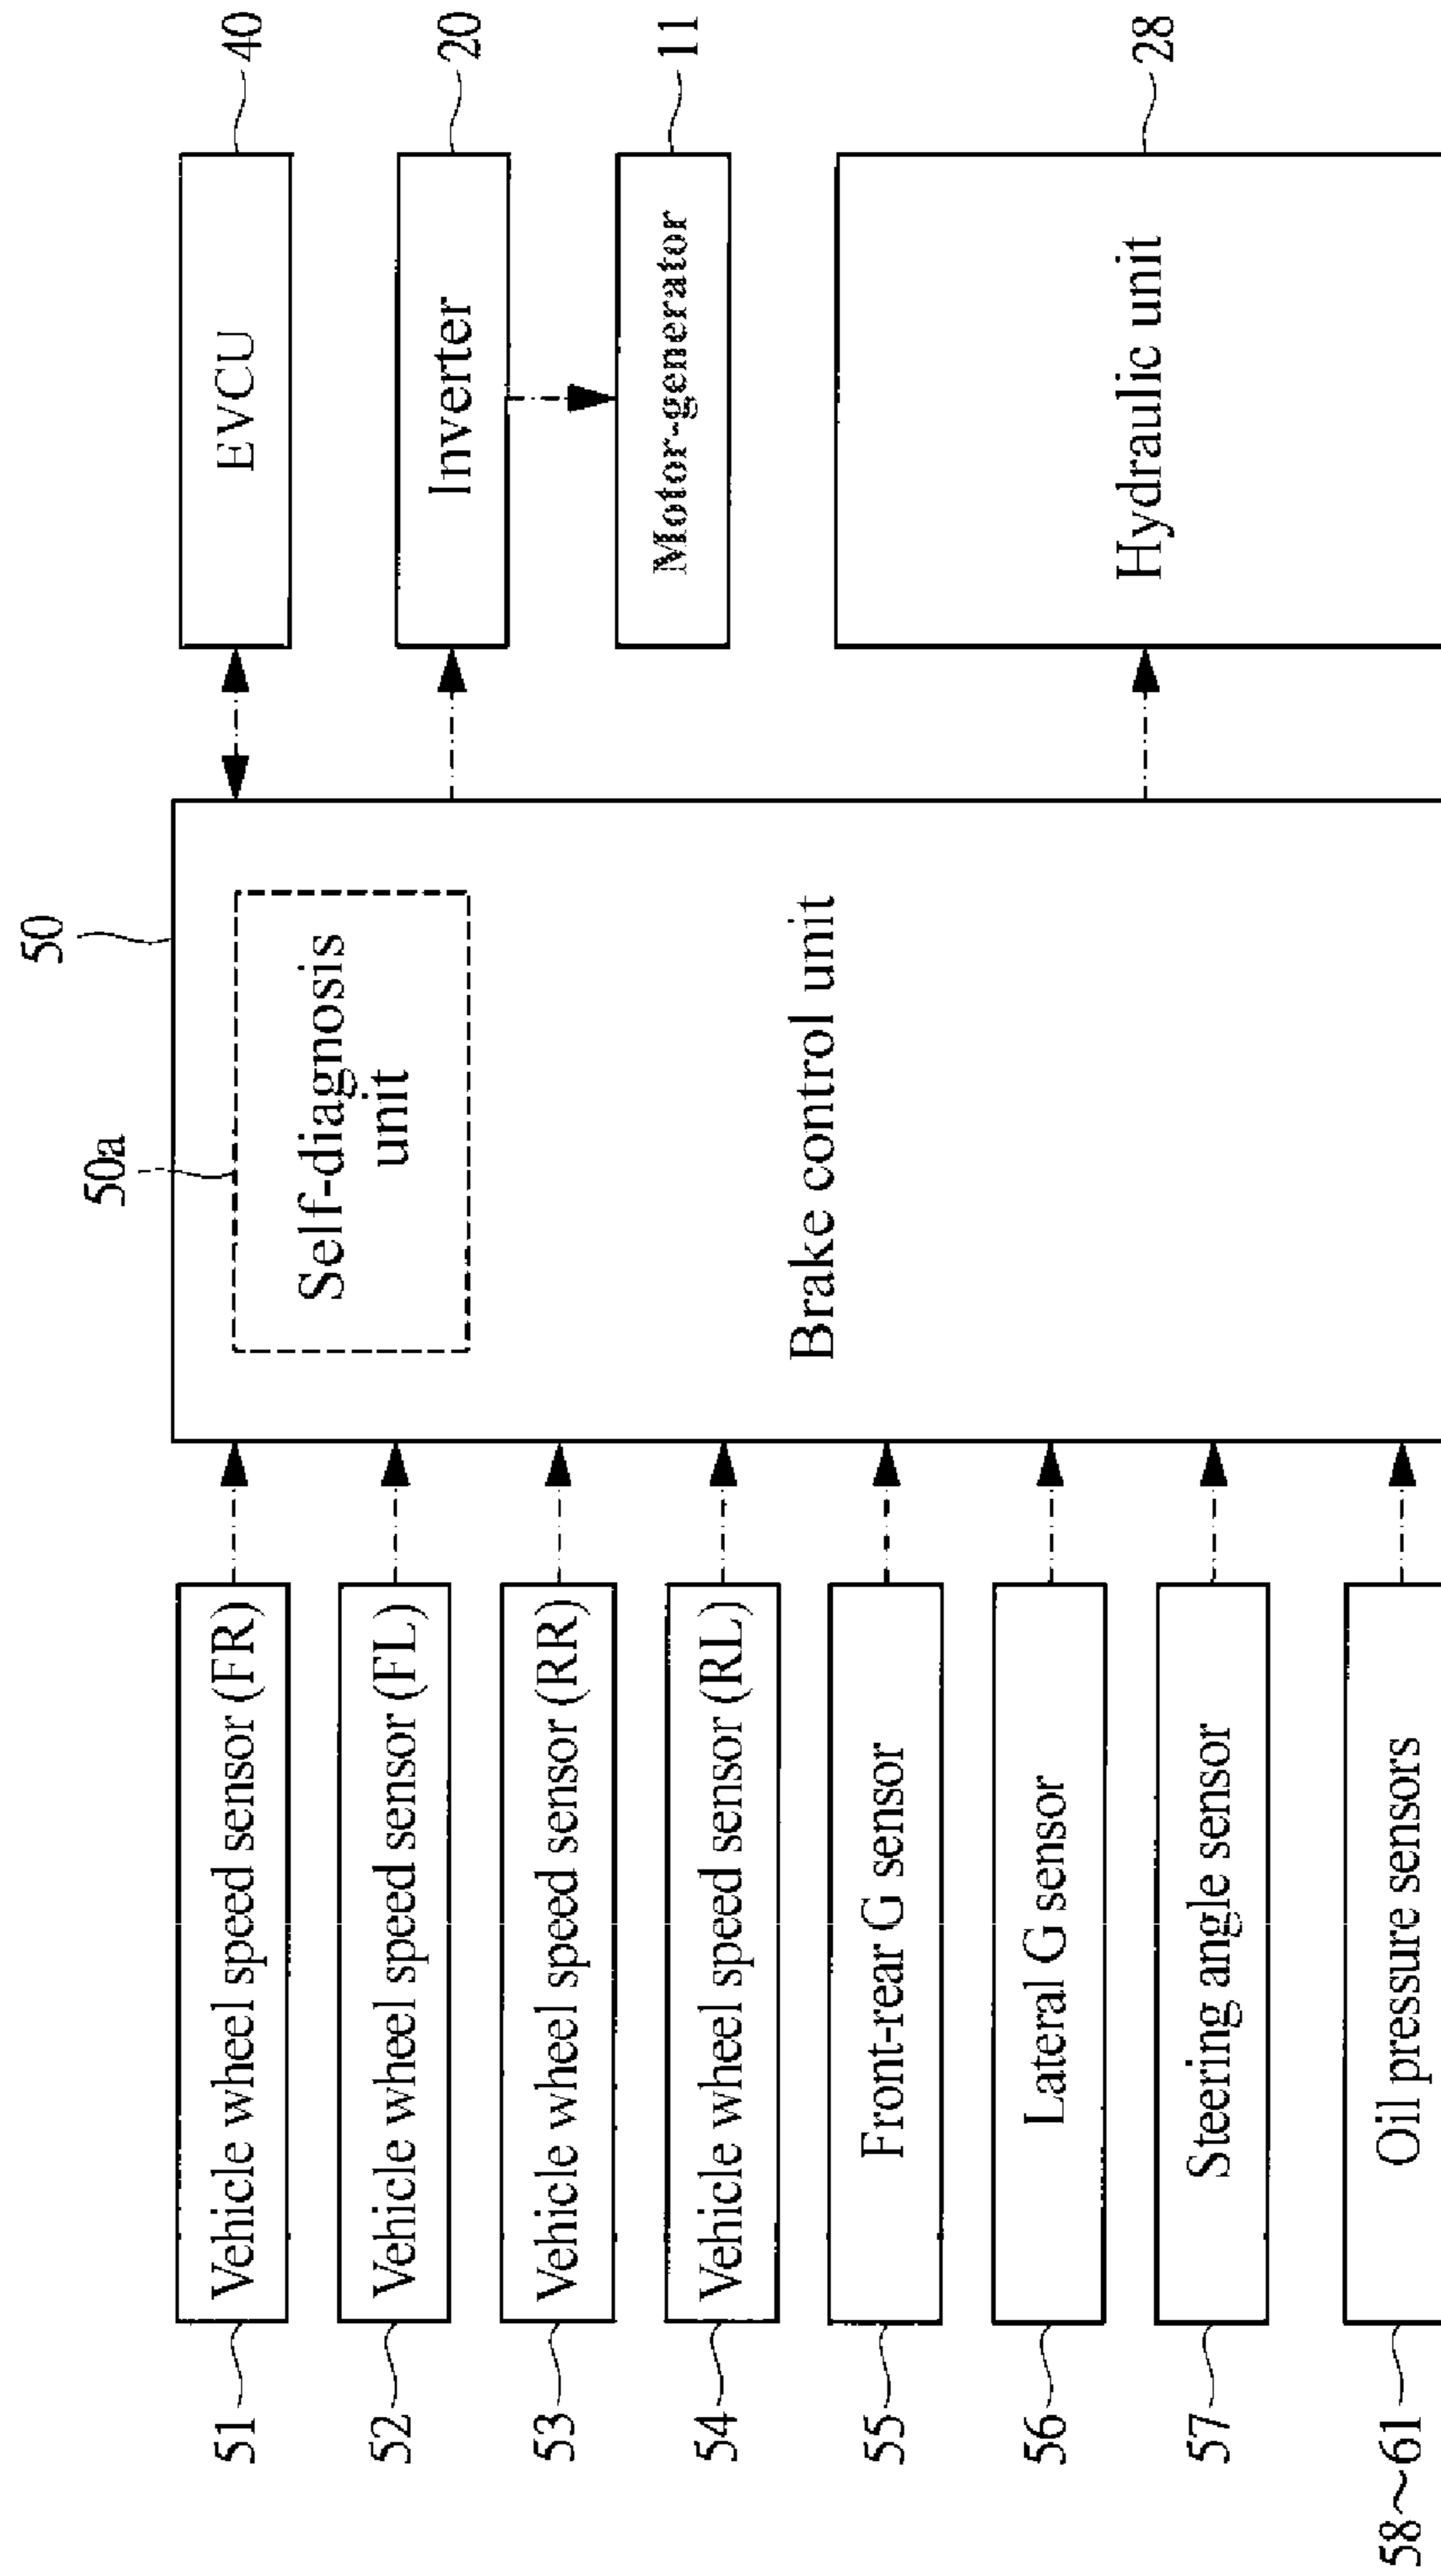 50
50a
Self-diagnosis
unit
Brake control unit
51
Vehicle wheel speed sensor (FR)
52
Vehicle wheel speed sensor (FL)
53
Vehicle wheel speed sensor (RR)
54
Vehicle wheel speed sensor (RL)
55
Front-rear G sensor
56
Lateral G sensor
57
Steering angle sensor
58~61
Oil pressure sensors
EVCU
40
Inverter
20
Motor-generator
11
Hydraulic unit
28